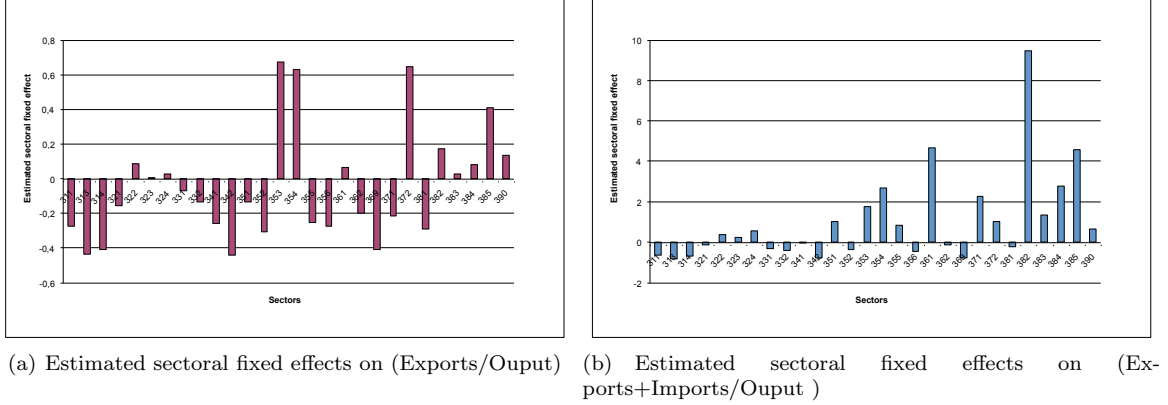 Estimated sectoral fixed effect
0,8
0,6
0,4
0,2
0
-0,2
-0,4
-0,6
311 313 314 321 322 323 324 331 332 341 342 351 352 353 354 355 356 361 362 369 371 372 381 382 383 384 385 390
Sectors
(a) Estimated sectoral fixed effects on (Exports/Ouput)
Estimated sectoral fixed effect
10
8
6
4
2
0
-2
311 313 314 321 322 323 324 331 332 341 342 351 352 353 354 355 356 361 362 369 371 372 381 382 383 384 385 390
Sectors
(b) Estimated sectoral fixed effects on (Ex-
ports+Imports/Ouput )